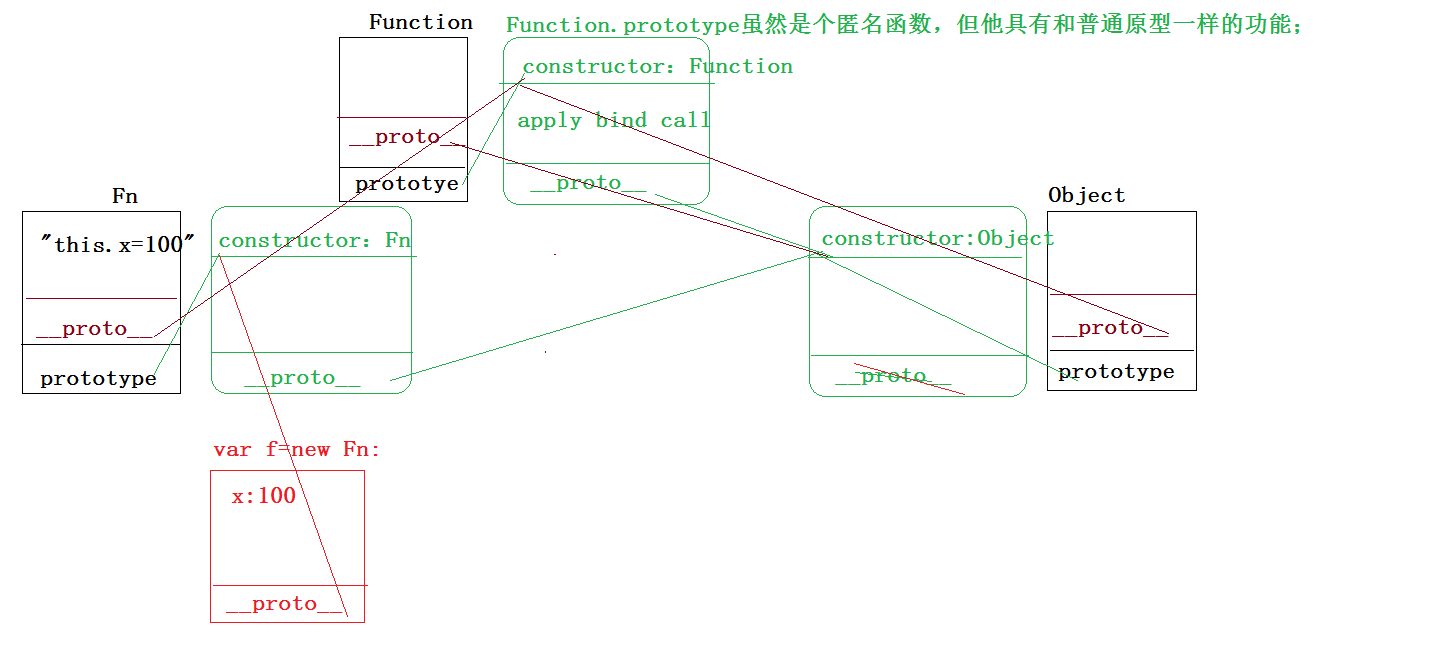 Function
Function.prototype虽然是个匿名函数，但他具有和普通原型一样的功能；
constructor：Function
apply bind call
__proto__
__proto__
prototye
Fn
"this.x=100"
__proto__
prototype
constructor：Fn
__proto__
constructor:Object
__proto__
Object
__proto__
prototype
var f=new Fn:
x:100
__proto__